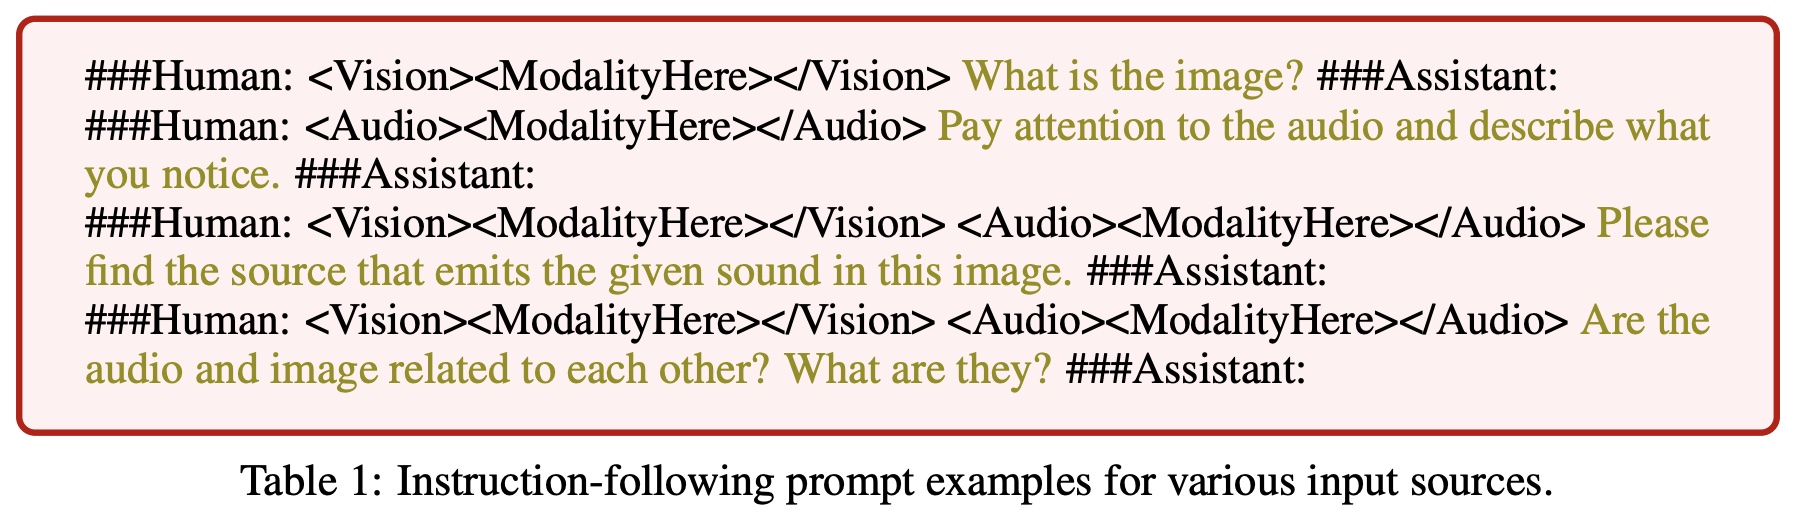 ###Human: <Vision><ModalityHere></Vision> What is the image? ###Assistant:
###Human: <Audio><ModalityHere></Audio> Pay attention to the audio and describe what
you notice. ###Assistant:
###Human: <Vision><ModalityHere></Vision> <Audio><ModalityHere></Audio> Please
find the source that emits the given sound in this image. ###Assistant:
###Human: <Vision><ModalityHere></Vision> <Audio><ModalityHere></Audio> Are the
audio and image related to each other? What are they? ###Assistant:
Table 1: Instruction-following prompt examples for various input sources.